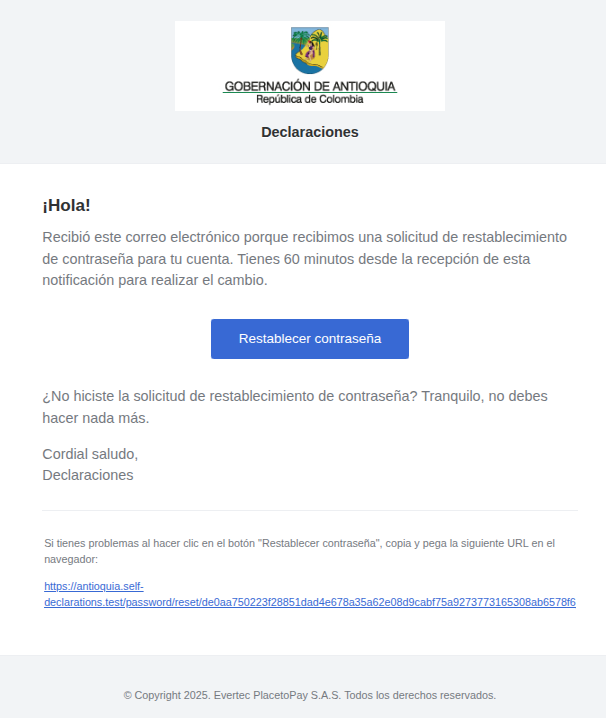 GOBERNACIÓN DE ANTIOQUIA
República de Colombia
Declaraciones
¡Hola!
Recibió este correo electrónico porque recibimos una solicitud de restablecimiento
de contraseña para tu cuenta. Tienes 60 minutos desde la recepción de esta
notificación para realizar el cambio.
Restablecer contraseña
¿No hiciste la solicitud de restablecimiento de contraseña? Tranquilo, no debes
hacer nada más.
Cordial saludo,
Declaraciones
Si tienes problemas al hacer clic en el botón "Restablecer contraseña", copia y pega la siguiente URL en el
navegador:
https://antioquia.self-
declarations.test/password/reset/de0aa750223f28851dad4e678a35a62e08d9cabf75a9273773165308ab6578f6
© Copyright 2025. Evertec PlacetoPay S.A.S. Todos los derechos reservados.